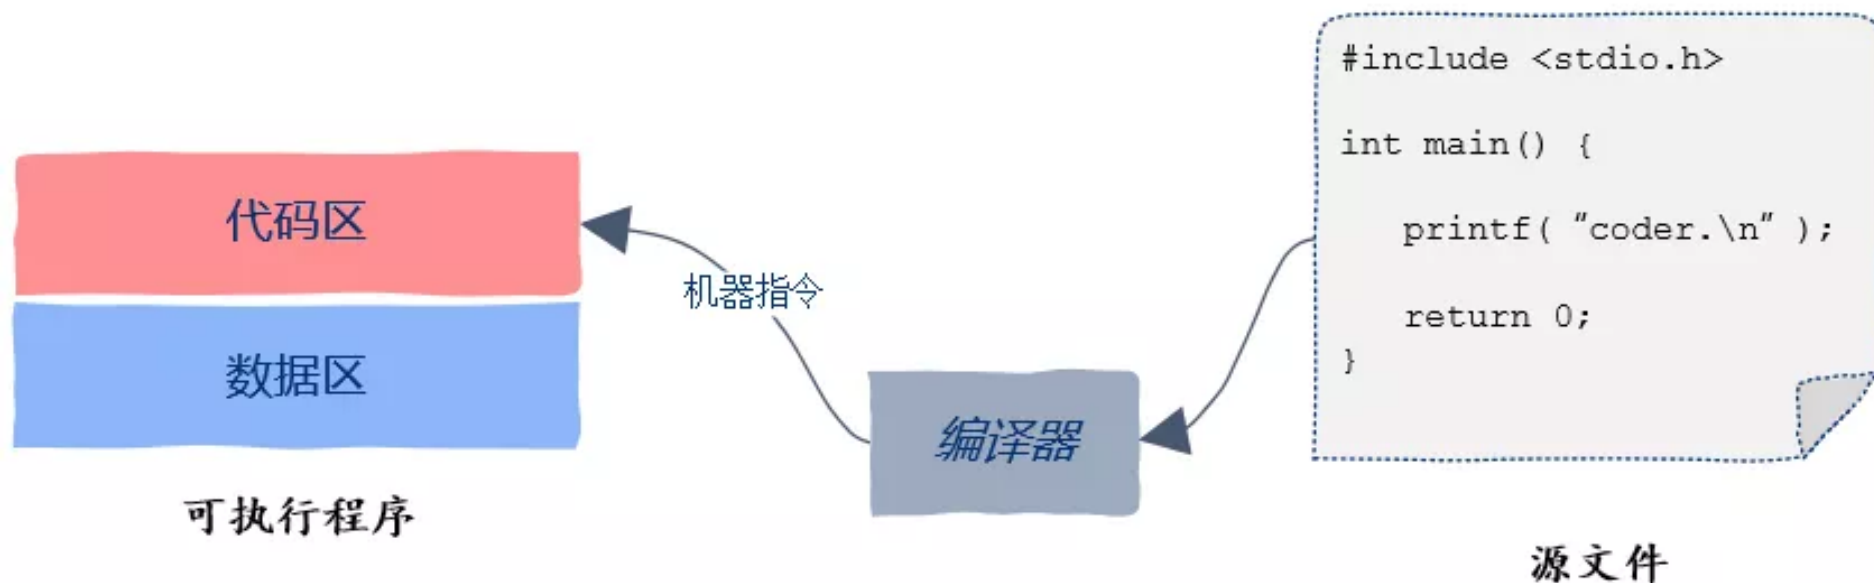 代码区
数据区
可执行程序
机器指令
编译器
#include <stdio.h>
int main() {
printf( “coder.\n” );
return 0;
}
源文件